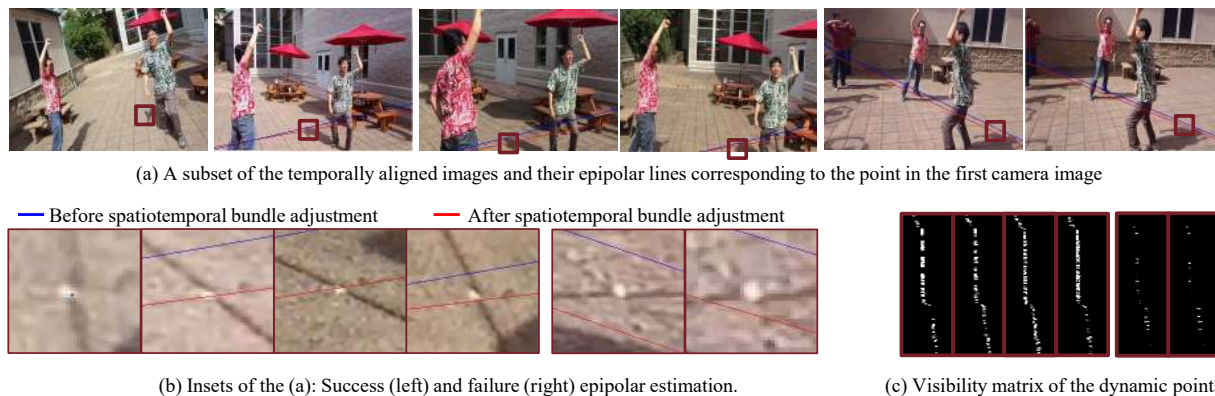 (a) A subset of the temporally aligned images and their epipolar lines corresponding to the point in the first camera image
Before spatiotemporal bundle adjustment
After spatiotemporal bundle adjustment
(b) Insets of the (a): Success (left) and failure (right) epipolar estimation.
(c) Visibility matrix of the dynamic points